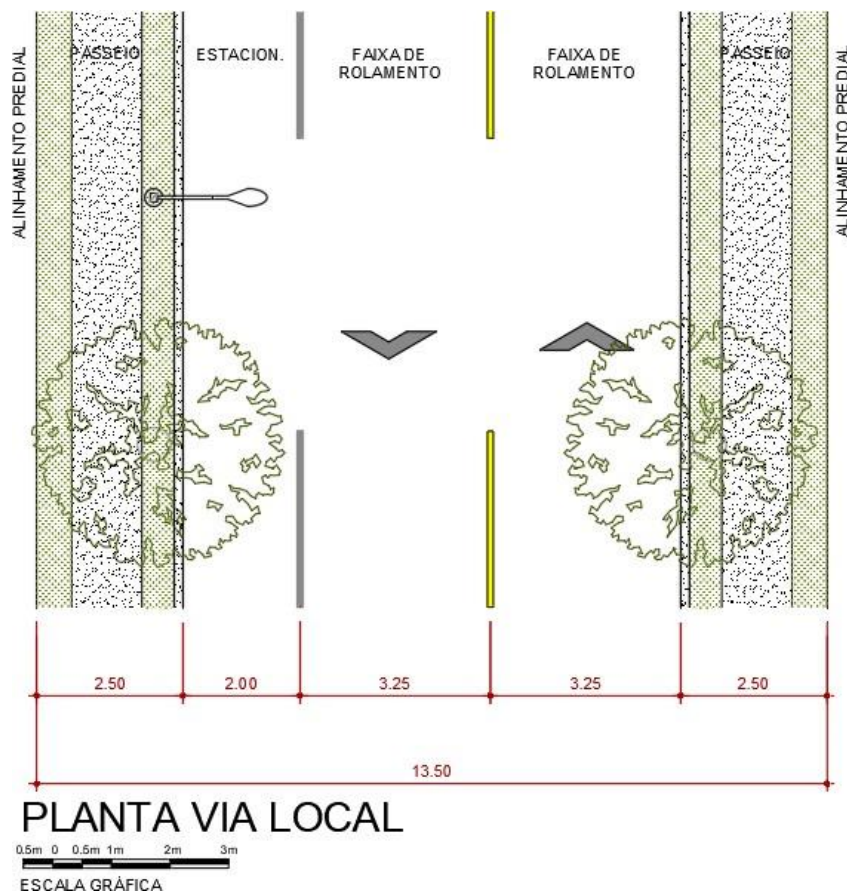 ALINHAMENTO PREDIAL
PASSEIO
ESTACION.
FAIXA DE
ROLAMENTO
FAIXA DE
ROLAMENTO
PASSEIO
ALINHAMENTO PREDIAL
2.50
2.00
3.25
3.25
2.50
13.50
PLANTA VIA LOCAL
0.5m 0 0.5m 1m 2m 3m
ESCALA GRÁFICA